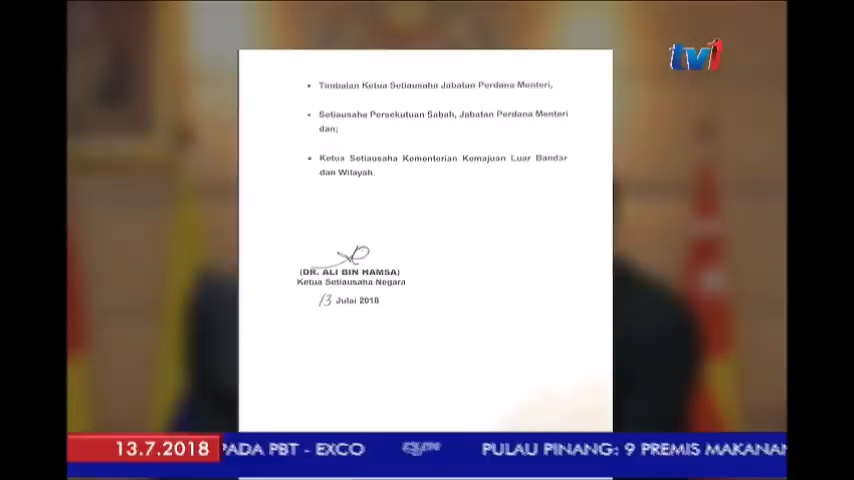 tv1
• Timbalan Ketua Setiausaha Jabatan Perdana Menteri,
• Setiausaha Persekutuan Sabah, Jabatan Perdana Menteri
dan;
• Ketua Setiausaha Kementerian Kemajuan Luar Bandar
dan Wilayah.
(DR. ALI BIN HAMSA)
Ketua Setiausaha Negara
13 Julai 2018
13.7.2018 PADA PBT - EXCO PULAU PINANG: 9 PREMIS MAKANAN